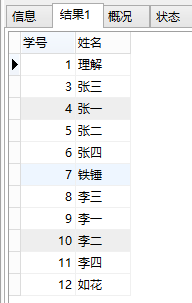 信息 结果1 概况 状态
学号 姓名
1 理解
3 张三
4 张一
5 张二
6 张四
7 铁锤
8 李三
9 李一
10 李二
11 李四
12 如花